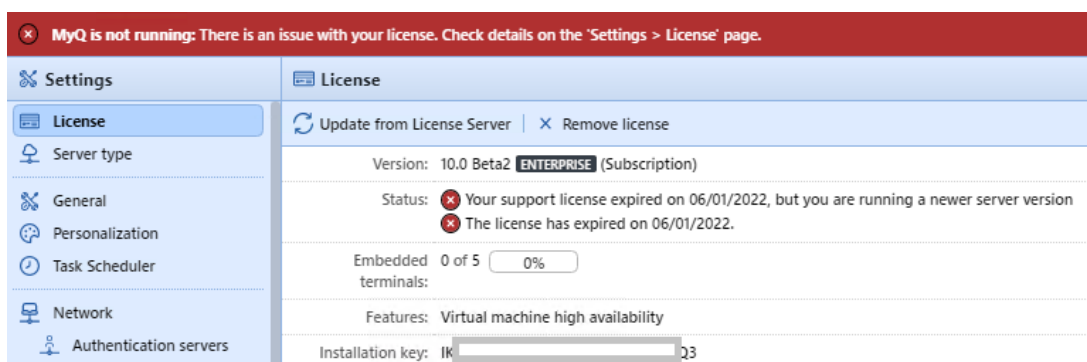 MyQ is not running: There is an issue with your license. Check details on the 'Settings > License' page.
Settings
License
Server type
General
Personalization
Task Scheduler
Network
Authentication servers
License
Update from License Server | Remove license
Version: 10.0 Beta2 ENTERPRISE (Subscription)
Status: Your support license expired on 06/01/2022, but you are running a newer server version
The license has expired on 06/01/2022.
Embedded 0 of 5 0%
terminals:
Features: Virtual machine high availability
Installation key: IK Q3